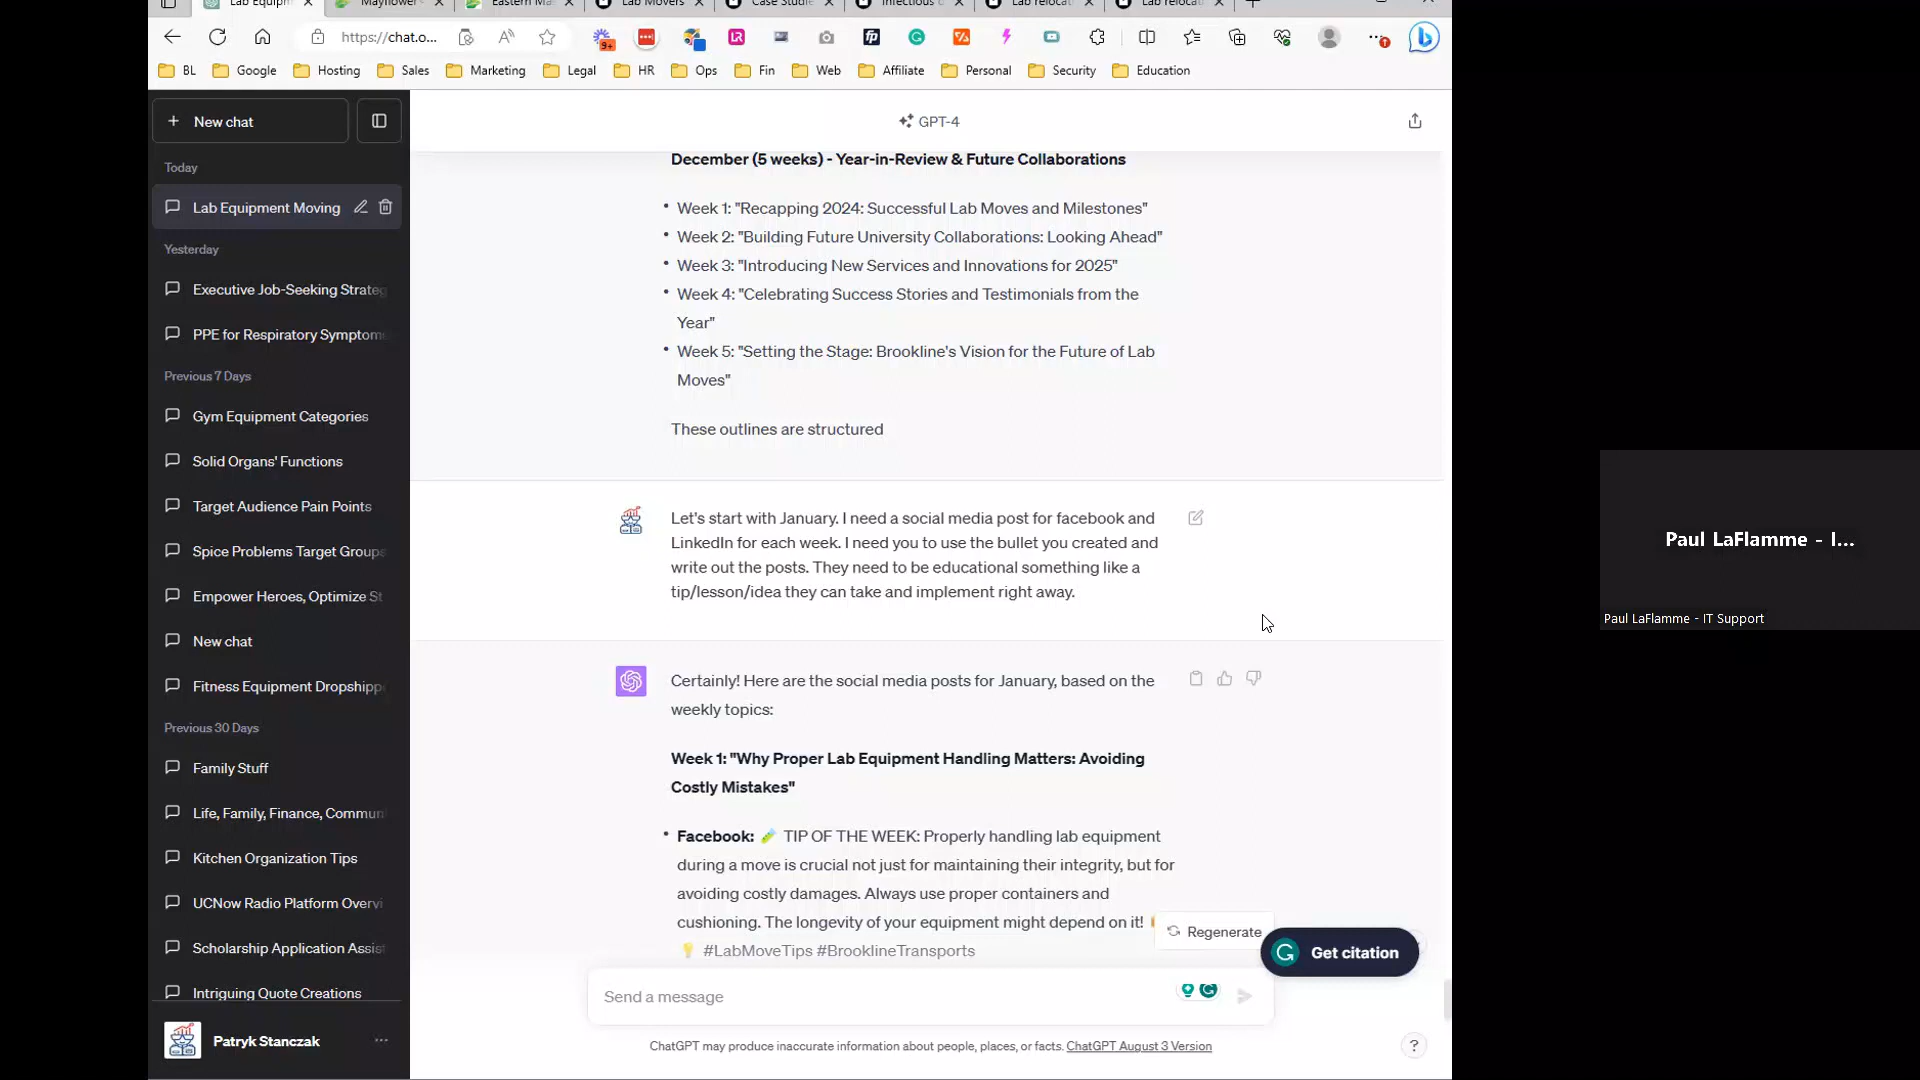 Lab Equipm
Mayflower
Eastern Ma
Lab Movers
Case Studie
Infectious
Lab reloca
Lab reloca
https://chat.o...
9+
BL
Google
Hosting
Sales
Marketing
Legal
HR
Ops
Fin
Web
Affiliate
Personal
Security
Education
New chat
GPT-4
Today
Lab Equipment Moving
Yesterday
Executive Job-Seeking Strateg
PPE for Respiratory Symptom
Previous 7 Days
Gym Equipment Categories
Solid Organs' Functions
Target Audience Pain Points
Spice Problems Target Groups
Empower Heroes, Optimize St
New chat
Fitness Equipment Dropshipp
Previous 30 Days
Family Stuff
Life, Family, Finance, Commun
Kitchen Organization Tips
UCNow Radio Platform Overvi
Scholarship Application Assis
Intriguing Quote Creations
Patryk Stanczak
December (5 weeks) - Year-in-Review & Future Collaborations
• Week 1: "Recapping 2024: Successful Lab Moves and Milestones"
• Week 2: "Building Future University Collaborations: Looking Ahead"
• Week 3: "Introducing New Services and Innovations for 2025"
• Week 4: "Celebrating Success Stories and Testimonials from the
Year"
• Week 5: "Setting the Stage: Brookline's Vision for the Future of Lab
Moves"
These outlines are structured
Let's start with January. I need a social media post for facebook and
LinkedIn for each week. I need you to use the bullet you created and
write out the posts. They need to be educational something like a
tip/lesson/idea they can take and implement right away.
Certainly! Here are the social media posts for January, based on the
weekly topics:
Week 1: "Why Proper Lab Equipment Handling Matters: Avoiding
Costly Mistakes"
• Facebook: 🧪 TIP OF THE WEEK: Properly handling lab equipment
during a move is crucial not just for maintaining their integrity, but for
avoiding costly damages. Always use proper containers and
cushioning. The longevity of your equipment might depend on it!
💡 #LabMoveTips #BrooklineTransports
Regenerate
Get citation
Send a message
ChatGPT may produce inaccurate information about people, places, or facts. ChatGPT August 3 Version
?
Paul LaFlamme - I...
Paul LaFlamme - IT Support